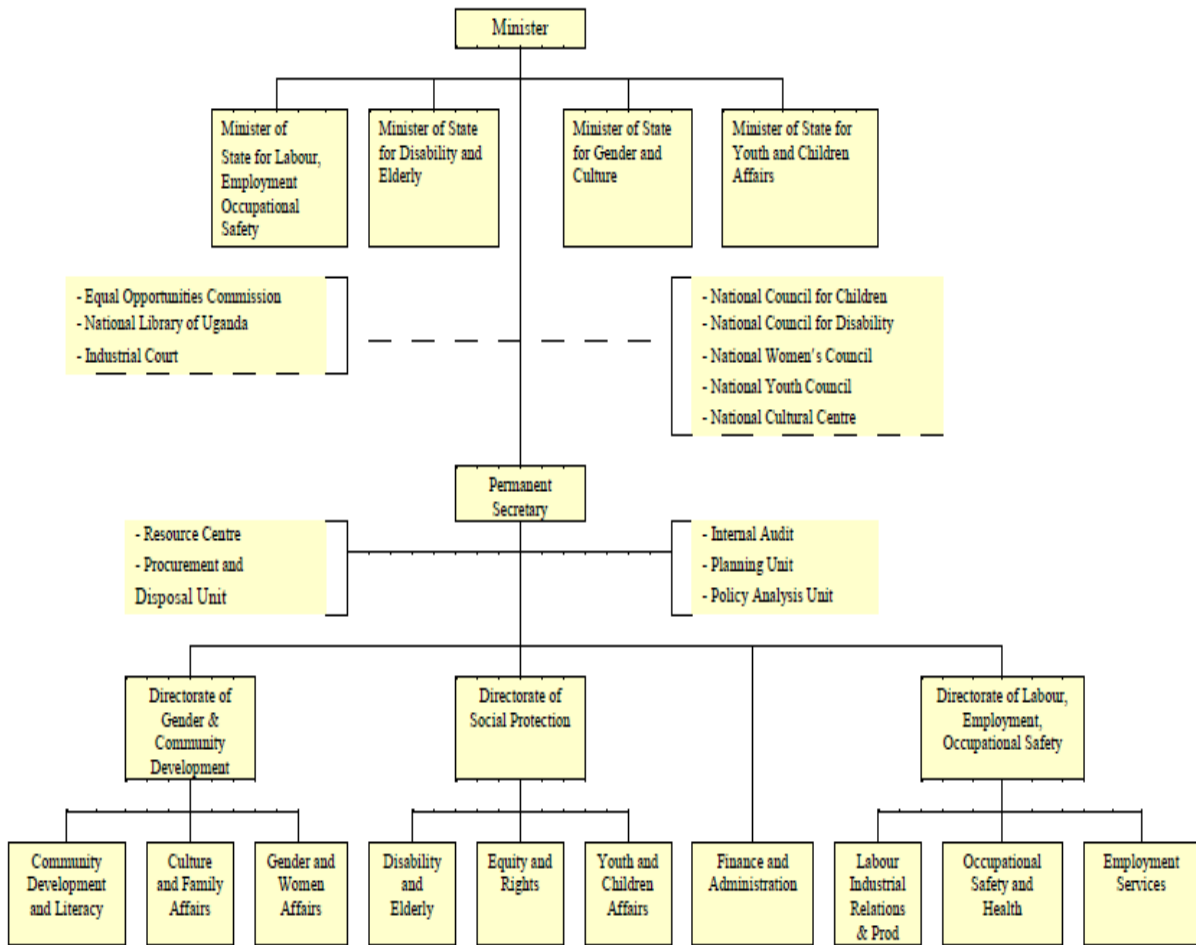 Minister
Minister of
State for Labour,
Employment
Occupational
Safety
Minister of State
for Disability and
Elderly
Minister of State
for Gender and
Culture
Minister of State for
Youth and Children
Affairs
- Equal Opportunities Commission
- National Library of Uganda
- Industrial Court
- National Council for Children
- National Council for Disability
- National Women's Council
- National Youth Council
- National Cultural Centre
Permanent
Secretary
- Resource Centre
- Procurement and
Disposal Unit
- Internal Audit
- Planning Unit
- Policy Analysis Unit
Directorate of
Gender &
Community
Development
Directorate of
Social Protection
Directorate of Labour,
Employment,
Occupational Safety
Community
Development
and Literacy
Culture
and Family
Affairs
Gender and
Women
Affairs
Disability
and
Elderly
Equity and
Rights
Youth and
Children
Affairs
Finance and
Administration
Labour
Industrial
Relations
& Prod
Occupational
Safety and
Health
Employment
Services